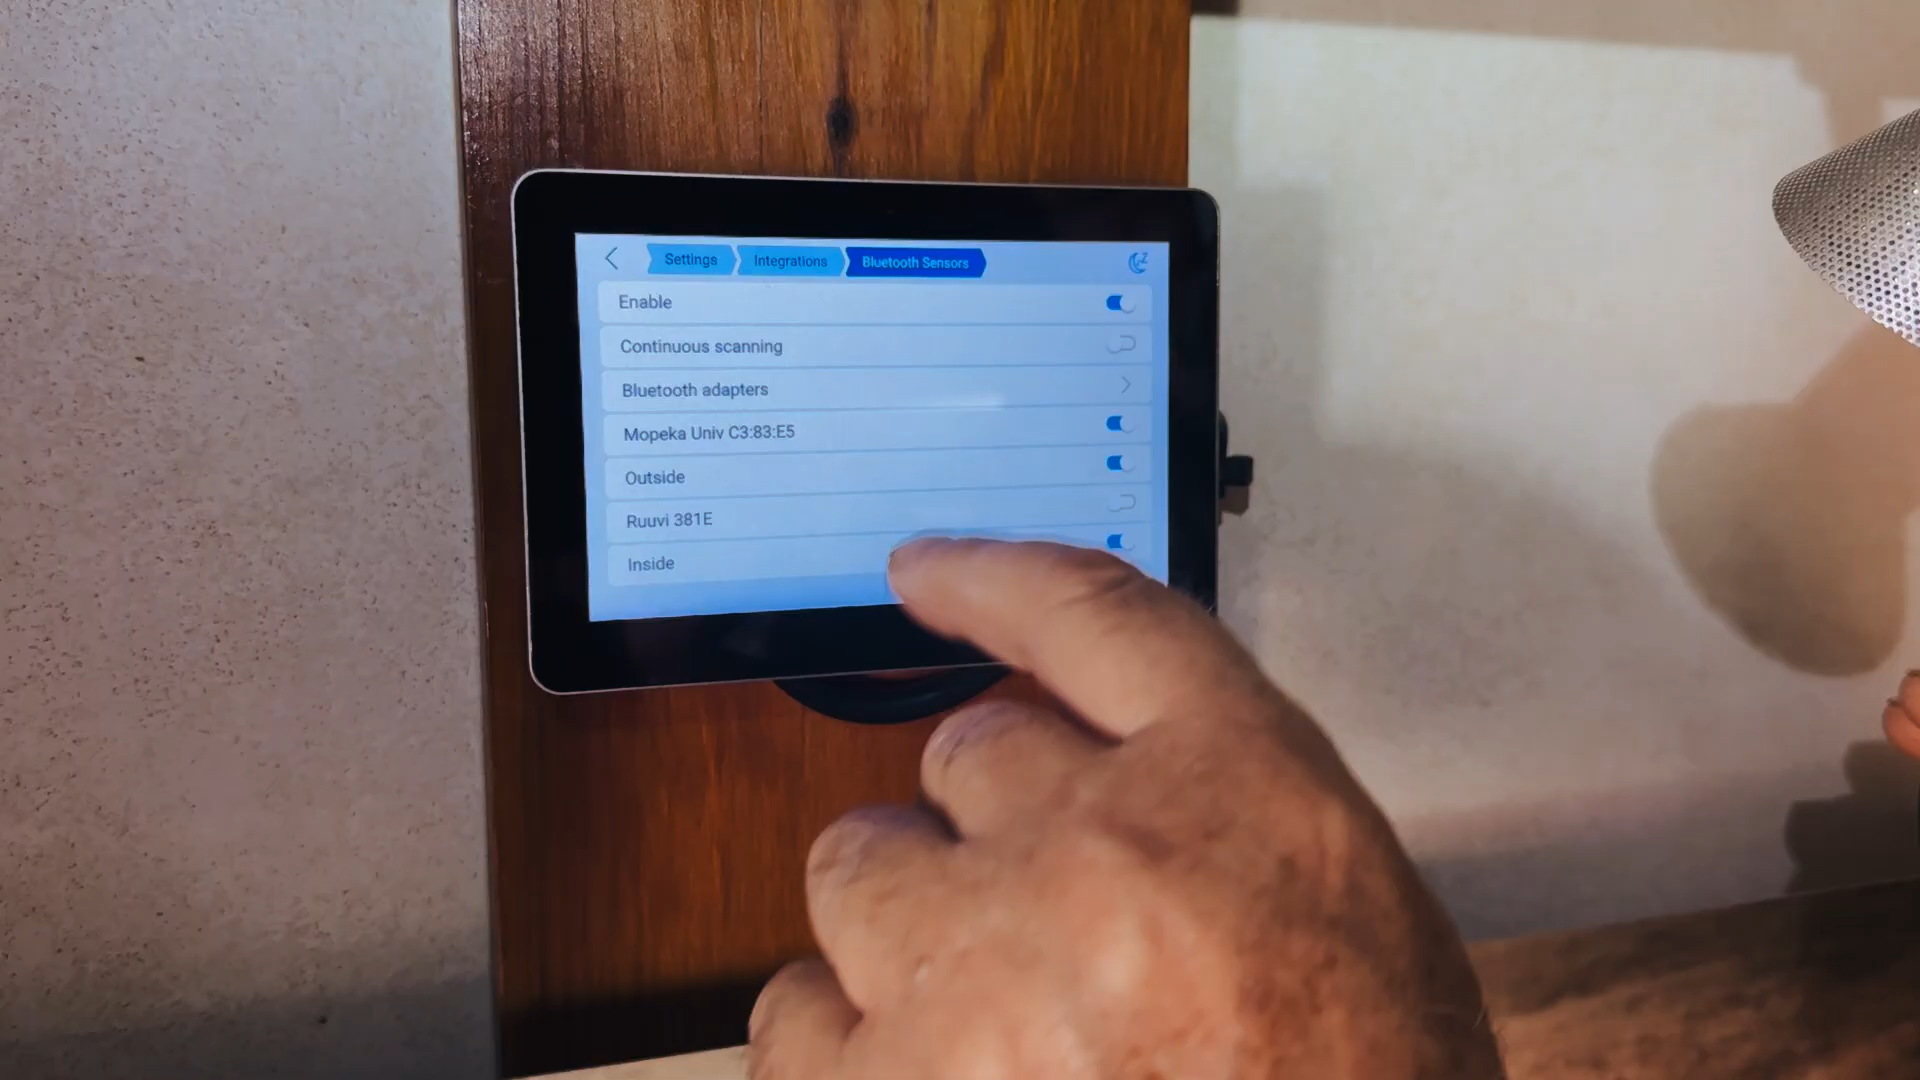 Settings Integrations Bluetooth Sensors
Enable
Continuous scanning
Bluetooth adapters
Mopeka Univ C3:83:E5
Outside
Ruuvi 381E
Inside